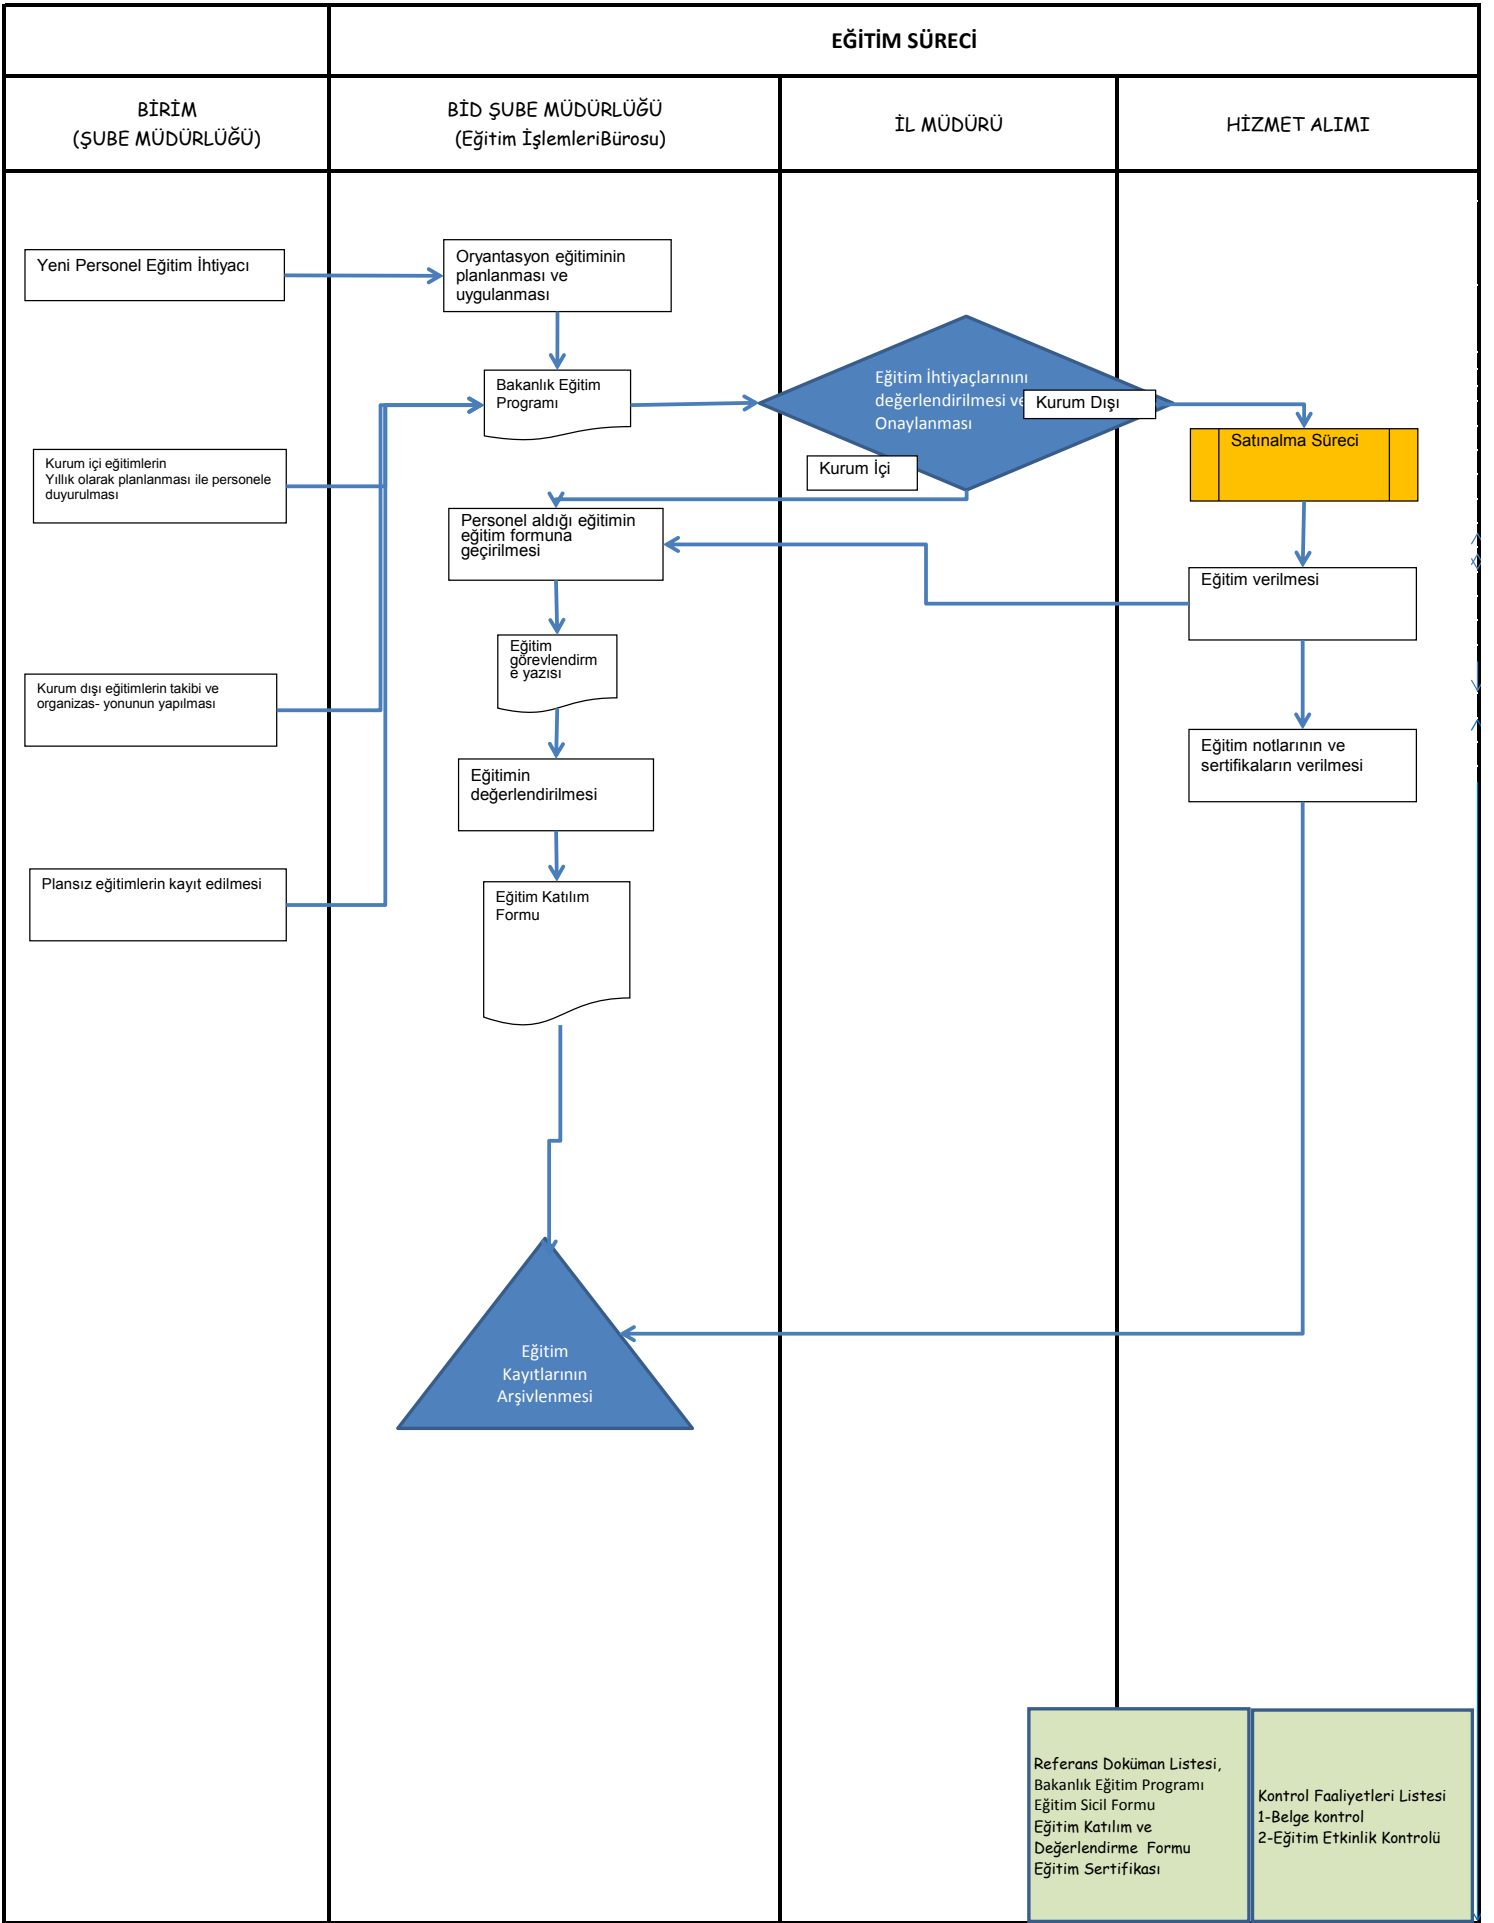 EĞİTİM SÜRECİ
BİRİM
(ŞUBE MÜDÜRLÜĞÜ)
BİD ŞUBE MÜDÜRLÜĞÜ
(Eğitim İşlemleriBürosu)
İL MÜDÜRÜ
HİZMET ALIMI
Yeni Personel Eğitim İhtiyacı
Oryantasyon eğitiminin
planlanması ve
uygulanması
Bakanlık Eğitim
Programı
Eğitim İhtiyaçlarınını
değerlendirilmesi ve
Onaylanması
Kurum Dışı
Kurum İçi
Satınalma Süreci
Kurum içi eğitimlerin
Yıllık olarak planlanması ile personele
duyurulması
Personel aldığı eğitimin
eğitim formuna
geçirilmesi
Eğitim verilmesi
Eğitim
görevlendirm
e yazısı
Kurum dışı eğitimlerin takibi ve
organizas- yonunun yapılması
Eğitim notlarının ve
sertifikaların verilmesi
Eğitimin
değerlendirilmesi
Plansız eğitimlerin kayıt edilmesi
Eğitim Katılım
Formu
Eğitim
Kayıtlarının
Arşivlenmesi
Referans Doküman Listesi,
Bakanlık Eğitim Programı
Eğitim Sicil Formu
Eğitim Katılım ve
Değerlendirme Formu
Eğitim Sertifikası
Kontrol Faaliyetleri Listesi
1-Belge kontrol
2-Eğitim Etkinlik Kontrolü